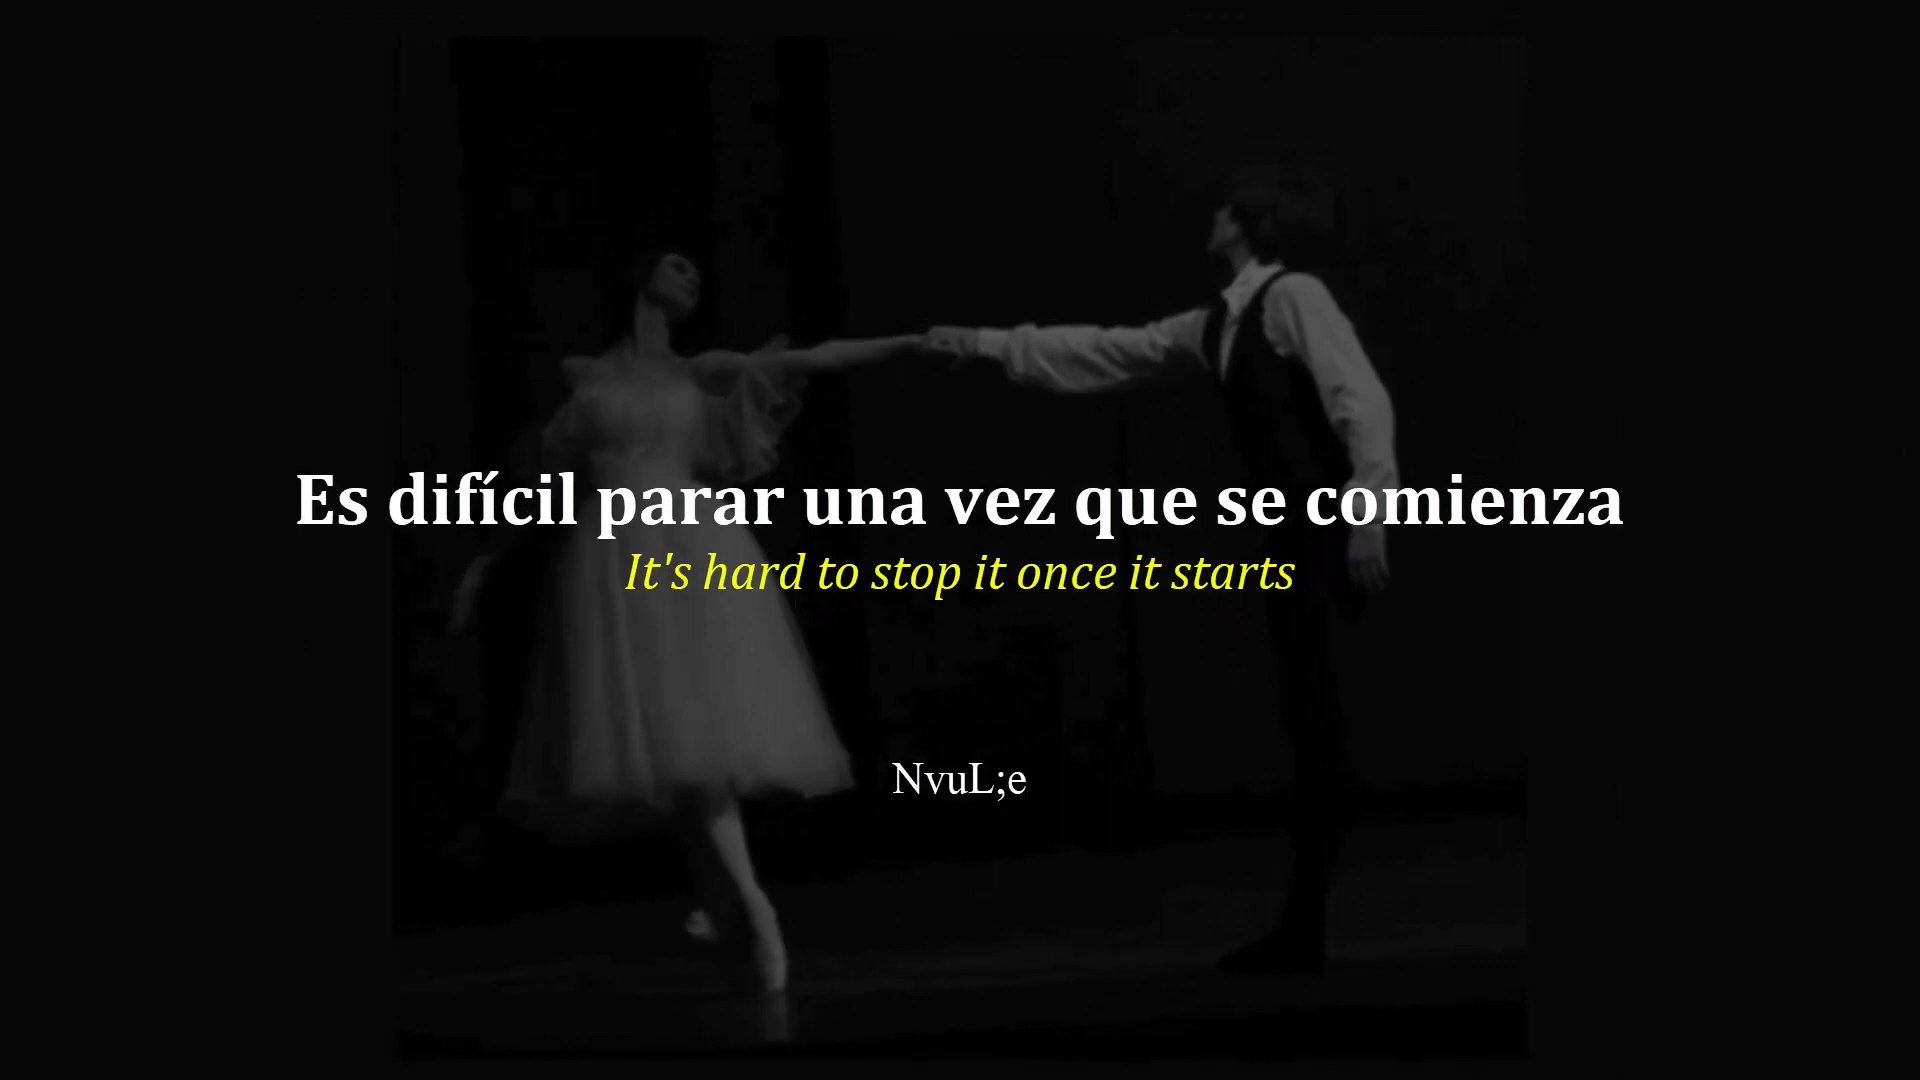 Es difícil parar una vez que se comienza
It's hard to stop it once it starts
NvuL;e